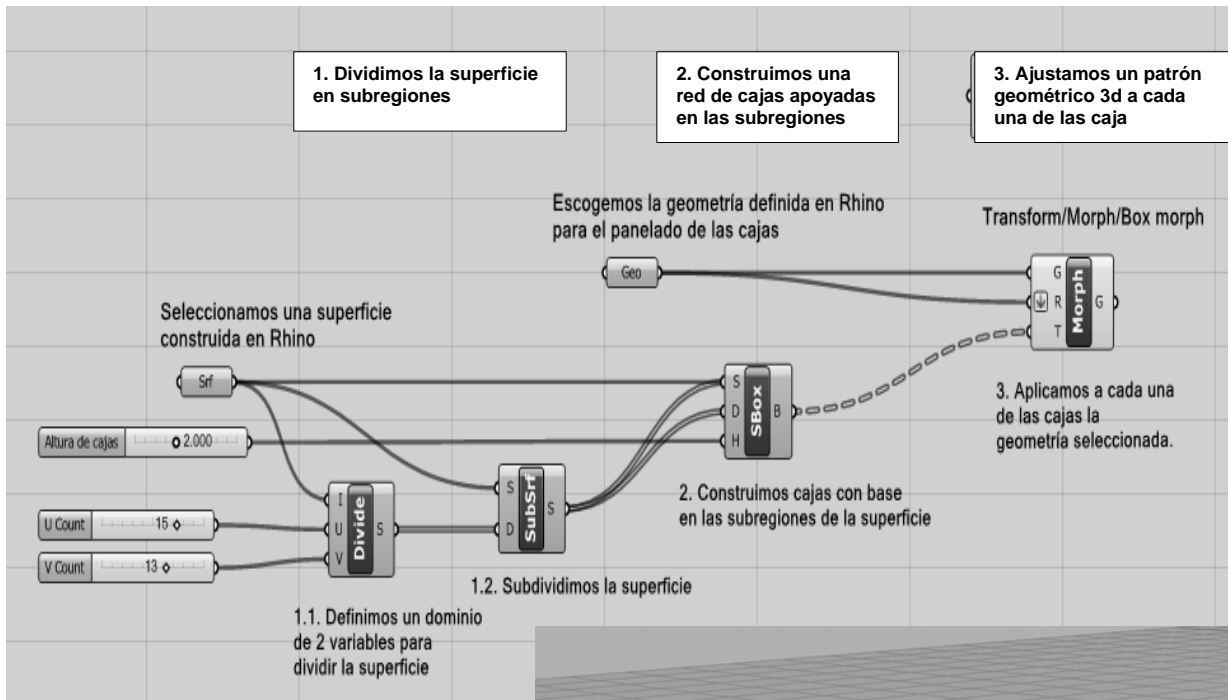 1. Dividimos la superficie
en subregiones
2. Construimos una
red de cajas apoyadas
en las subregiones
3. Ajustamos un patrón
geométrico 3d a cada
una de las caja
Escogemos la geometría definida en Rhino
para el panelado de las cajas
Transform/Morph/Box morph
Geo
G
R
T
Morph
G
Seleccionamos una superficie
construida en Rhino
Srf
S
D
H
SBox
B
3. Aplicamos a cada una
de las cajas la
geometría seleccionada.
Altura de cajas
2.000
S
D
SubSrf
S
2. Construimos cajas con base
en las subregiones de la superficie
I
U
V
Divide
S
U Count
15
V Count
13
1.2. Subdividimos la superficie
1.1. Definimos un dominio
de 2 variables para
dividir la superficie